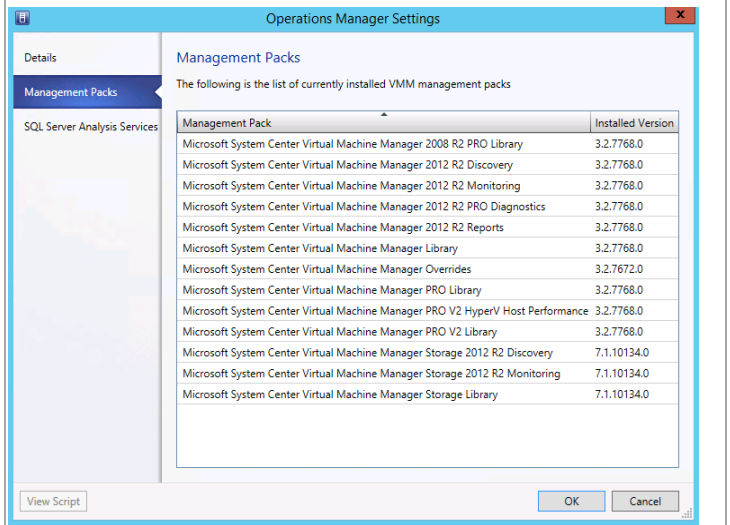 Operations Manager Settings
x
Details
Management Packs
SQL Server Analysis Services
Management Packs
The following is the list of currently installed VMM management packs
Management Pack Installed Version
Microsoft System Center Virtual Machine Manager 2008 R2 PRO Library 3.2.7768.0
Microsoft System Center Virtual Machine Manager 2012 R2 Discovery 3.2.7768.0
Microsoft System Center Virtual Machine Manager 2012 R2 Monitoring 3.2.7768.0
Microsoft System Center Virtual Machine Manager 2012 R2 PRO Diagnostics 3.2.7768.0
Microsoft System Center Virtual Machine Manager 2012 R2 Reports 3.2.7768.0
Microsoft System Center Virtual Machine Manager Library 3.2.7768.0
Microsoft System Center Virtual Machine Manager Overrides 3.2.7672.0
Microsoft System Center Virtual Machine Manager PRO Library 3.2.7768.0
Microsoft System Center Virtual Machine Manager PRO V2 HyperV Host Performance 3.2.7768.0
Microsoft System Center Virtual Machine Manager PRO V2 Library 3.2.7768.0
Microsoft System Center Virtual Machine Manager Storage 2012 R2 Discovery 7.1.10134.0
Microsoft System Center Virtual Machine Manager Storage 2012 R2 Monitoring 7.1.10134.0
Microsoft System Center Virtual Machine Manager Storage Library 7.1.10134.0
View Script
OK
Cancel